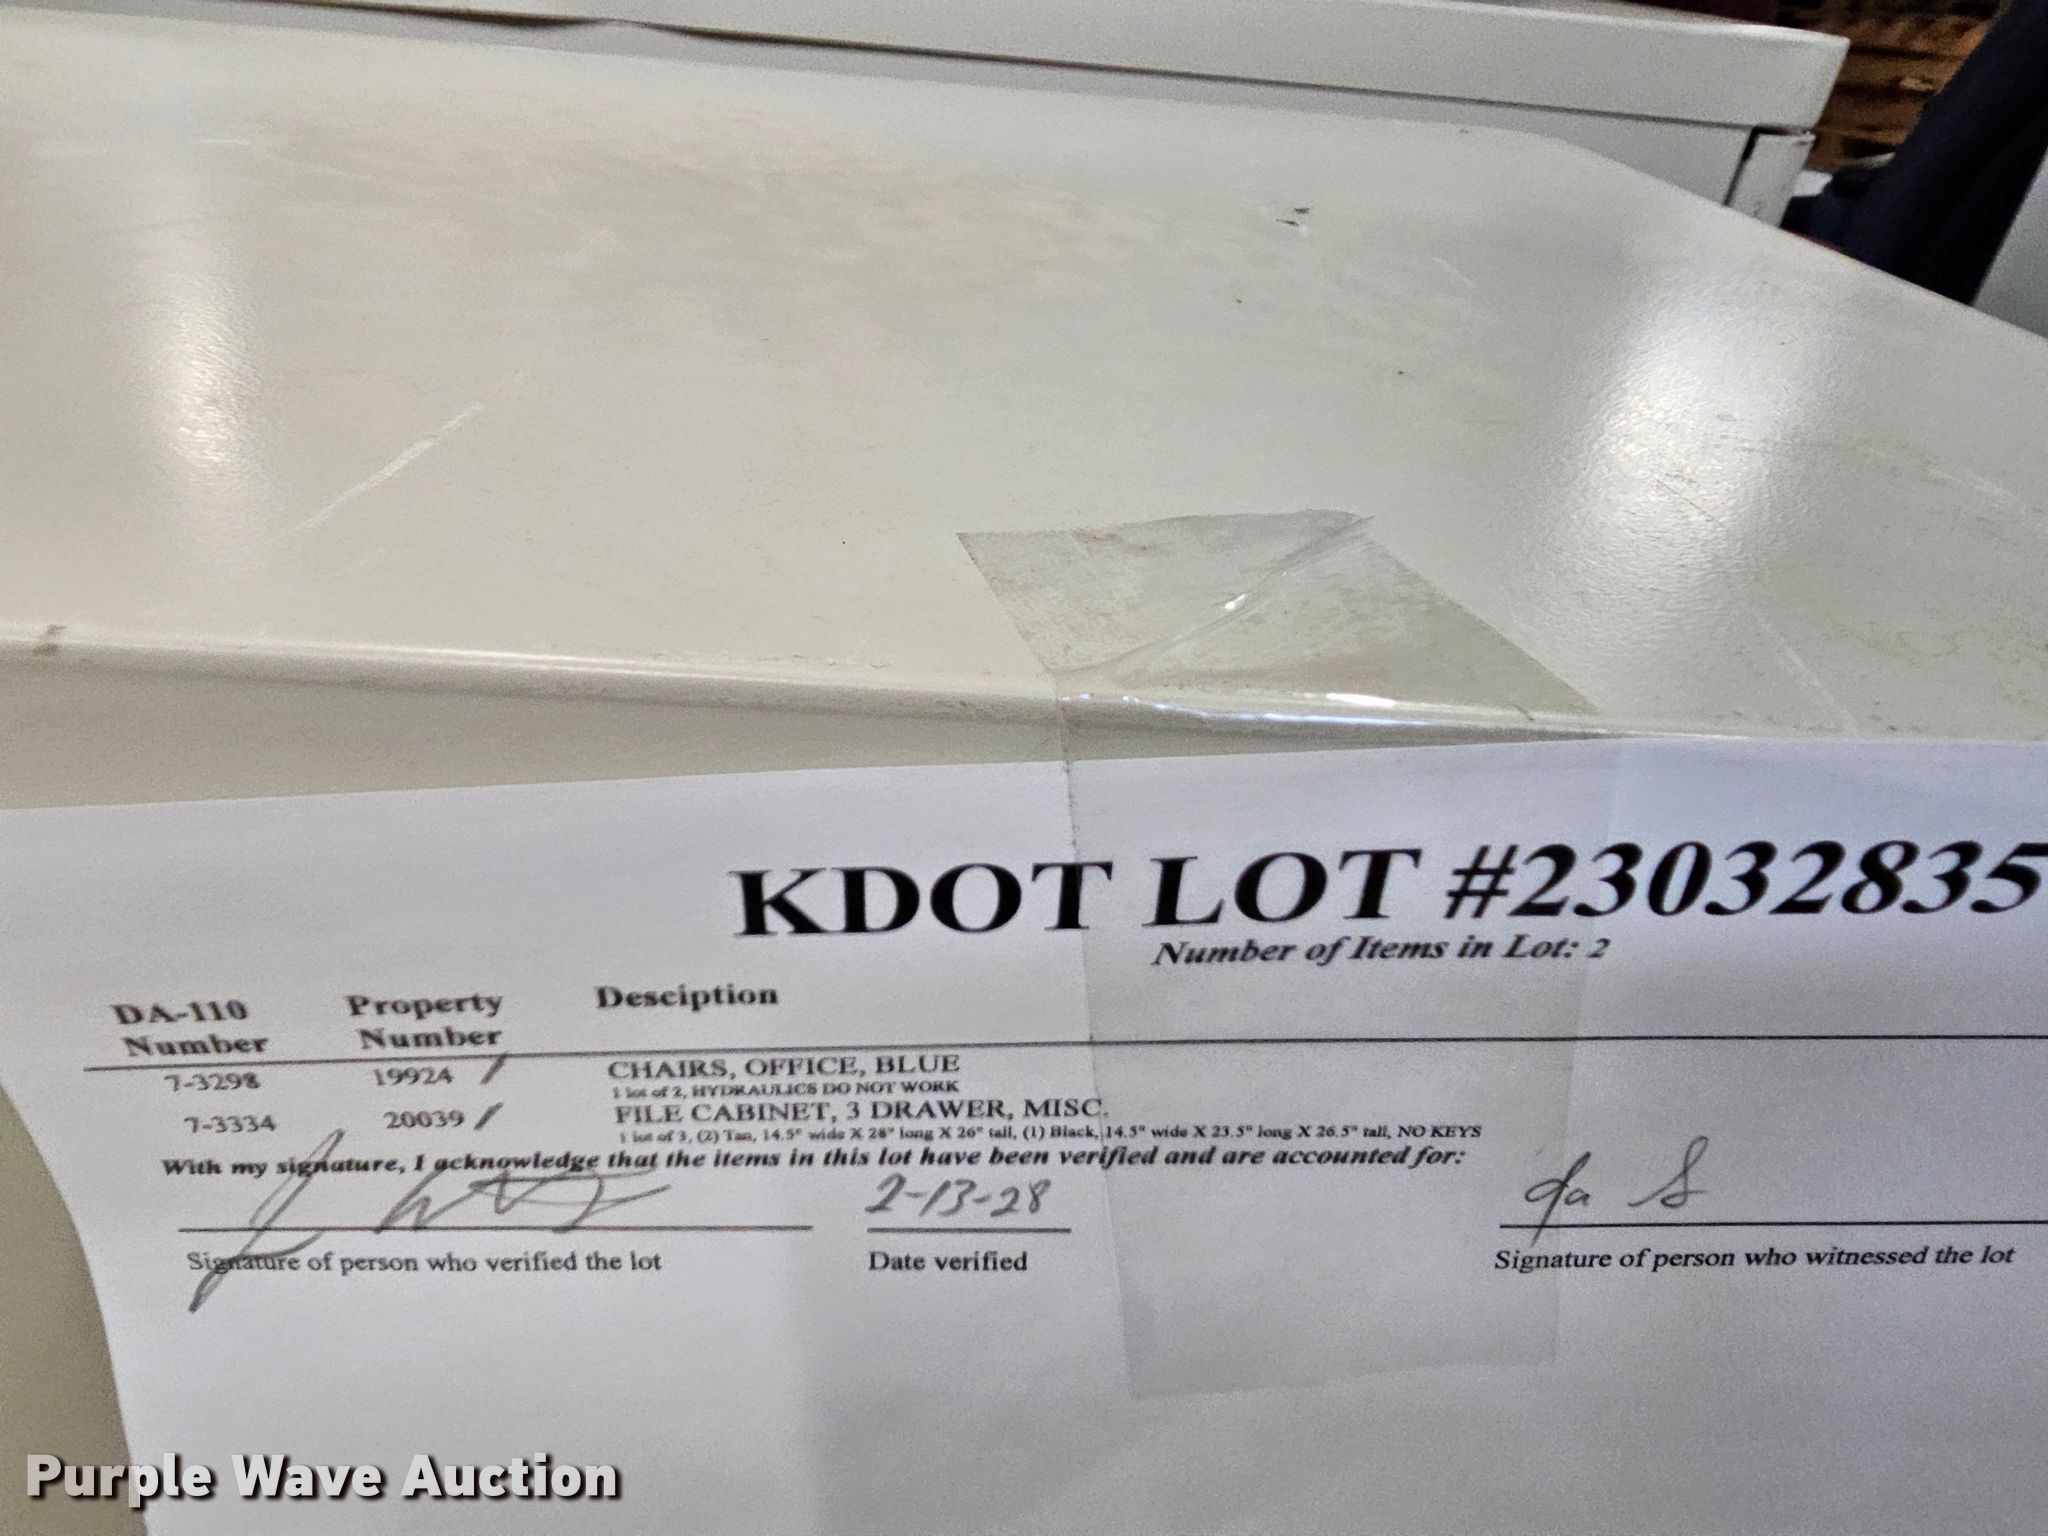 KDOT LOT #23032835
Number of Items in Lot: 2
DA-110 Number
Property Number
Desciption
7-3298 19924 / CHAIRS, OFFICE, BLUE
1 lot of 2, HYDRAULICS DO NOT WORK
7-3334 20039 / FILE CABINET, 3 DRAWER, MISC.
1 lot of 3, (2) Tan, 14.5" wide X 28" long X 26" tall, (1) Black, 14.5" wide X 23.5" long X 26.5" tall, NO KEYS
With my signature, I acknowledge that the items in this lot have been verified and are accounted for:
2-13-28
Signature of person who verified the lot
Date verified
Signature of person who witnessed the lot
Purple Wave Auction